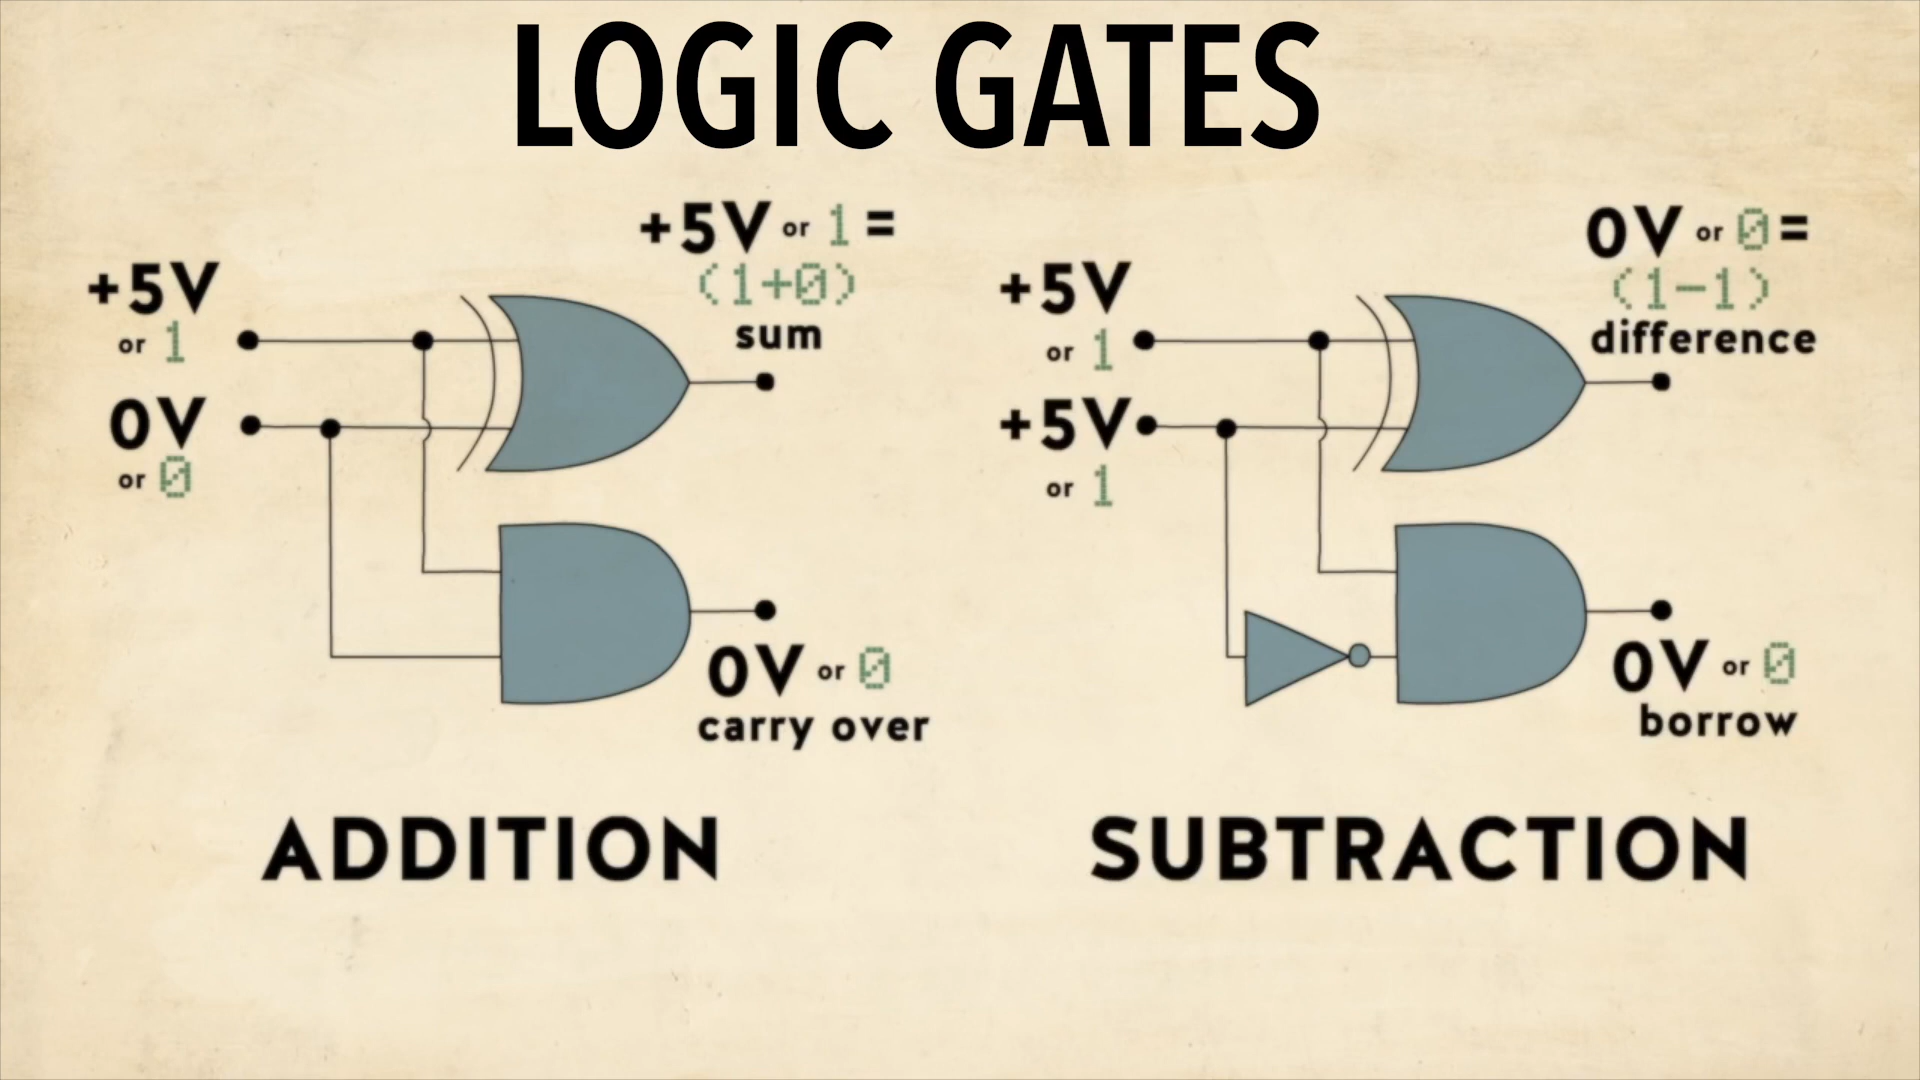 LOGIC GATES
+5V or 1
0V
or 0
+5V or 1 =
(1+0)
sum
0V or 0
carry over
ADDITION
+5V
or 1
+5V
or 1
0V or 0 =
(1-1)
difference
0V or 0
borrow
SUBTRACTION